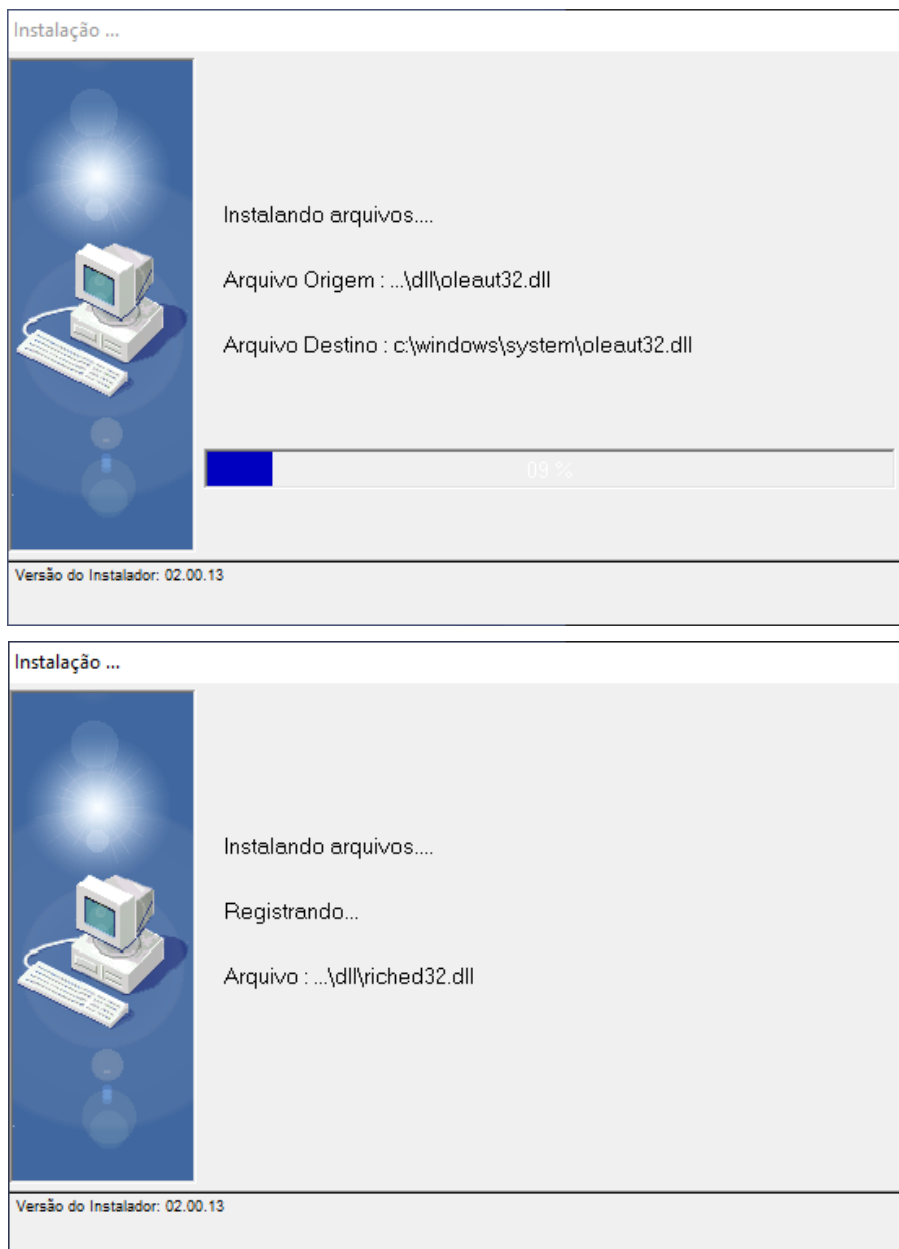 Instalação ...
Instalando arquivos....
Arquivo Origem : ...\dll\oleaut32.dll
Arquivo Destino : c:\windows\system\oleaut32.dll
09 %
Versão do Instalador: 02.00.13
Instalação ...
Instalando arquivos....
Registrando...
Arquivo : ...\dll\riched32.dll
Versão do Instalador: 02.00.13